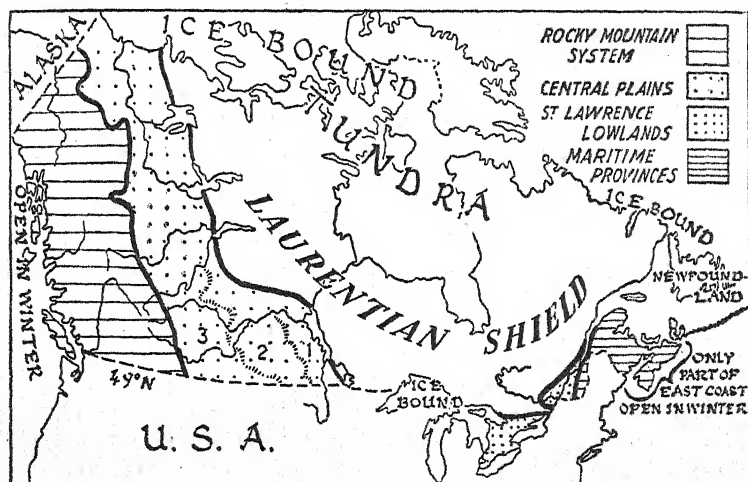 ALASKA
ICE BOUND
TUNDRA
ROCKY MOUNTAIN
SYSTEM
CENTRAL PLAINS
ST LAWRENCE
LOWLANDS
MARITIME
PROVINCES
OPEN IN WINTER
LAURENTIAN SHIELD
ICE BOUND
NEWFOUND-
LAND
3
2
1
49°N
ICE
BOUND
ONLY
PART OF
EAST COAST
OPEN IN WINTER
U. S. A.